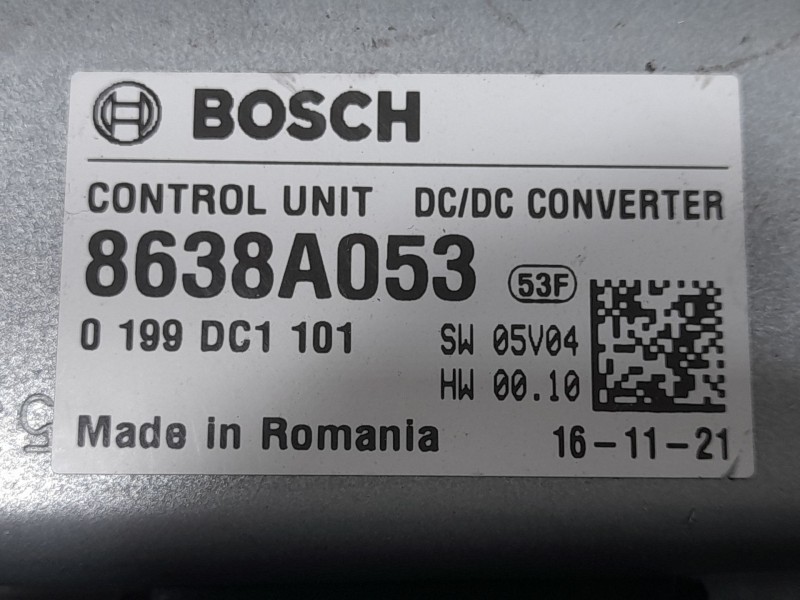 BOSCH
CONTROL UNIT DC/DC CONVERTER
8638A053 53F
0 199 DC1 101 SW 05V04
HW 00.10
Made in Romania 16-11-21